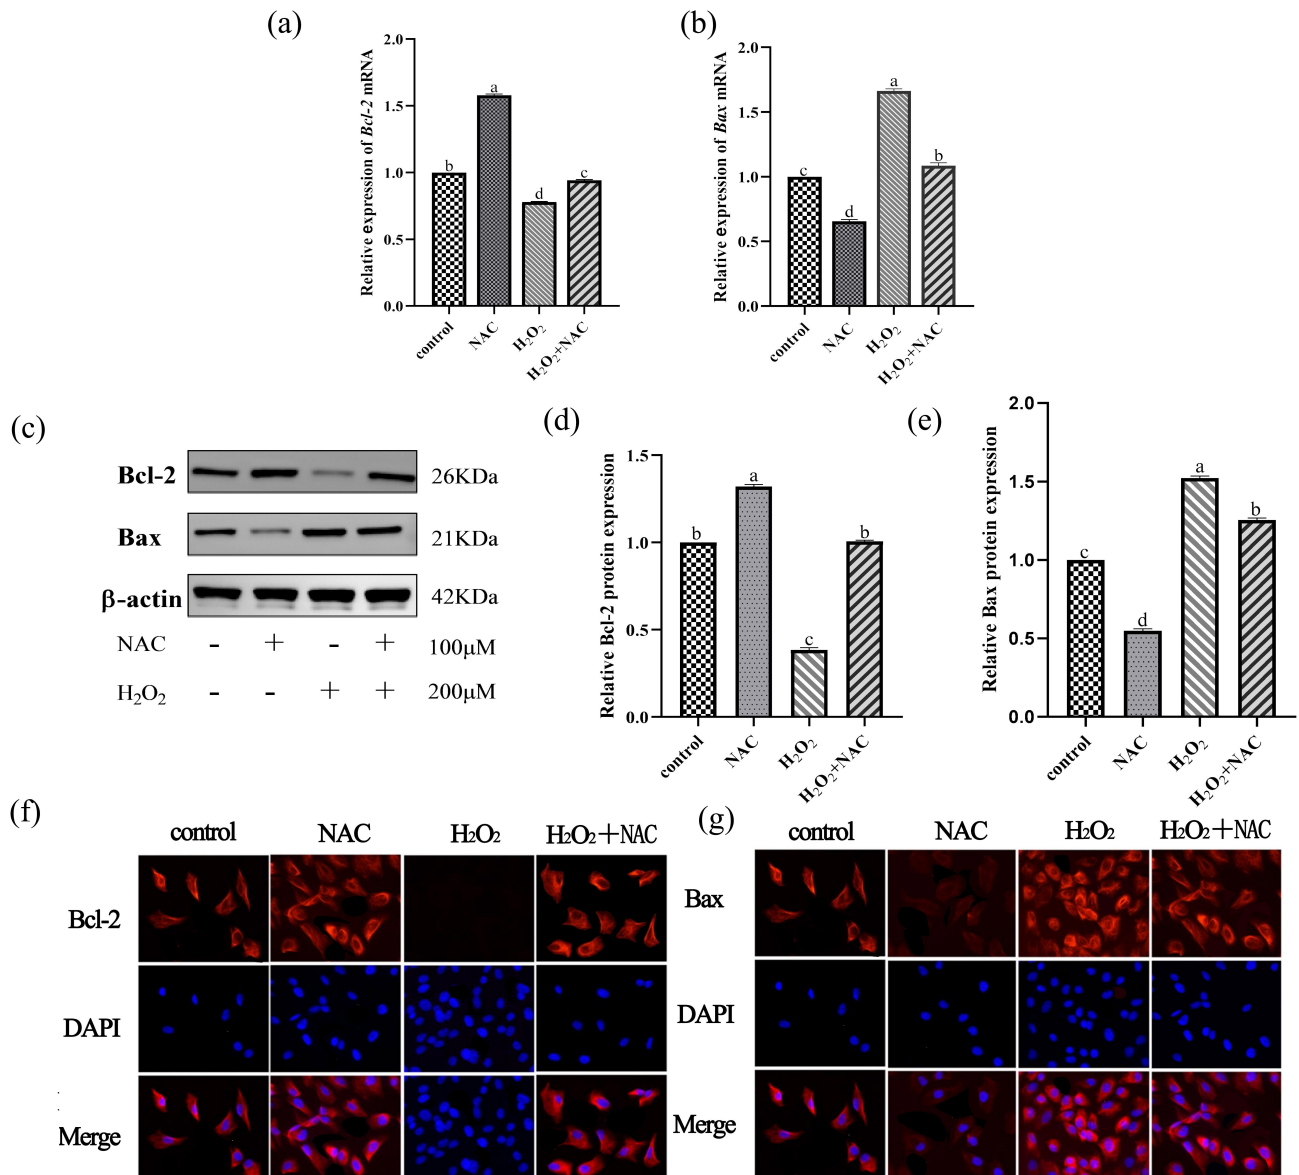 (a)
Relative expression of Bcl-2 mRNA
2.0
1.5
1.0
0.5
0.0
b
a
d
c
control
NAC
H₂O₂
H₂O₂+NAC
(b)
Relative expression of Bax mRNA
2.0
1.5
1.0
0.5
0.0
c
d
a
b
control
NAC
H₂O₂
H₂O₂+NAC
(c)
Bcl-2 26KDa
Bax 21KDa
β-actin 42KDa
NAC - + - + 100μM
H₂O₂ - - + + 200μM
(d)
Relative Bcl-2 protein expression
1.5
1.0
0.5
0.0
b
a
c
b
control
NAC
H₂O₂
H₂O₂+NAC
(e)
Relative Bax protein expression
2.0
1.5
1.0
0.5
0.0
c
d
a
b
control
NAC
H₂O₂
H₂O₂+NAC
(f)
control NAC H₂O₂ H₂O₂+NAC
Bcl-2
DAPI
Merge
(g)
control NAC H₂O₂ H₂O₂+NAC
Bax
DAPI
Merge